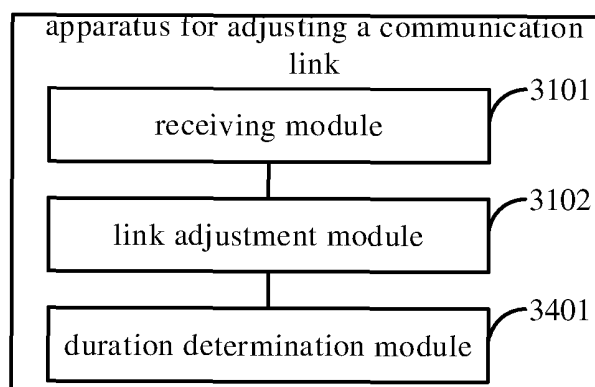 apparatus for adjusting a communication
link
3101
receiving module
3102
link adjustment module
3401
duration determination module